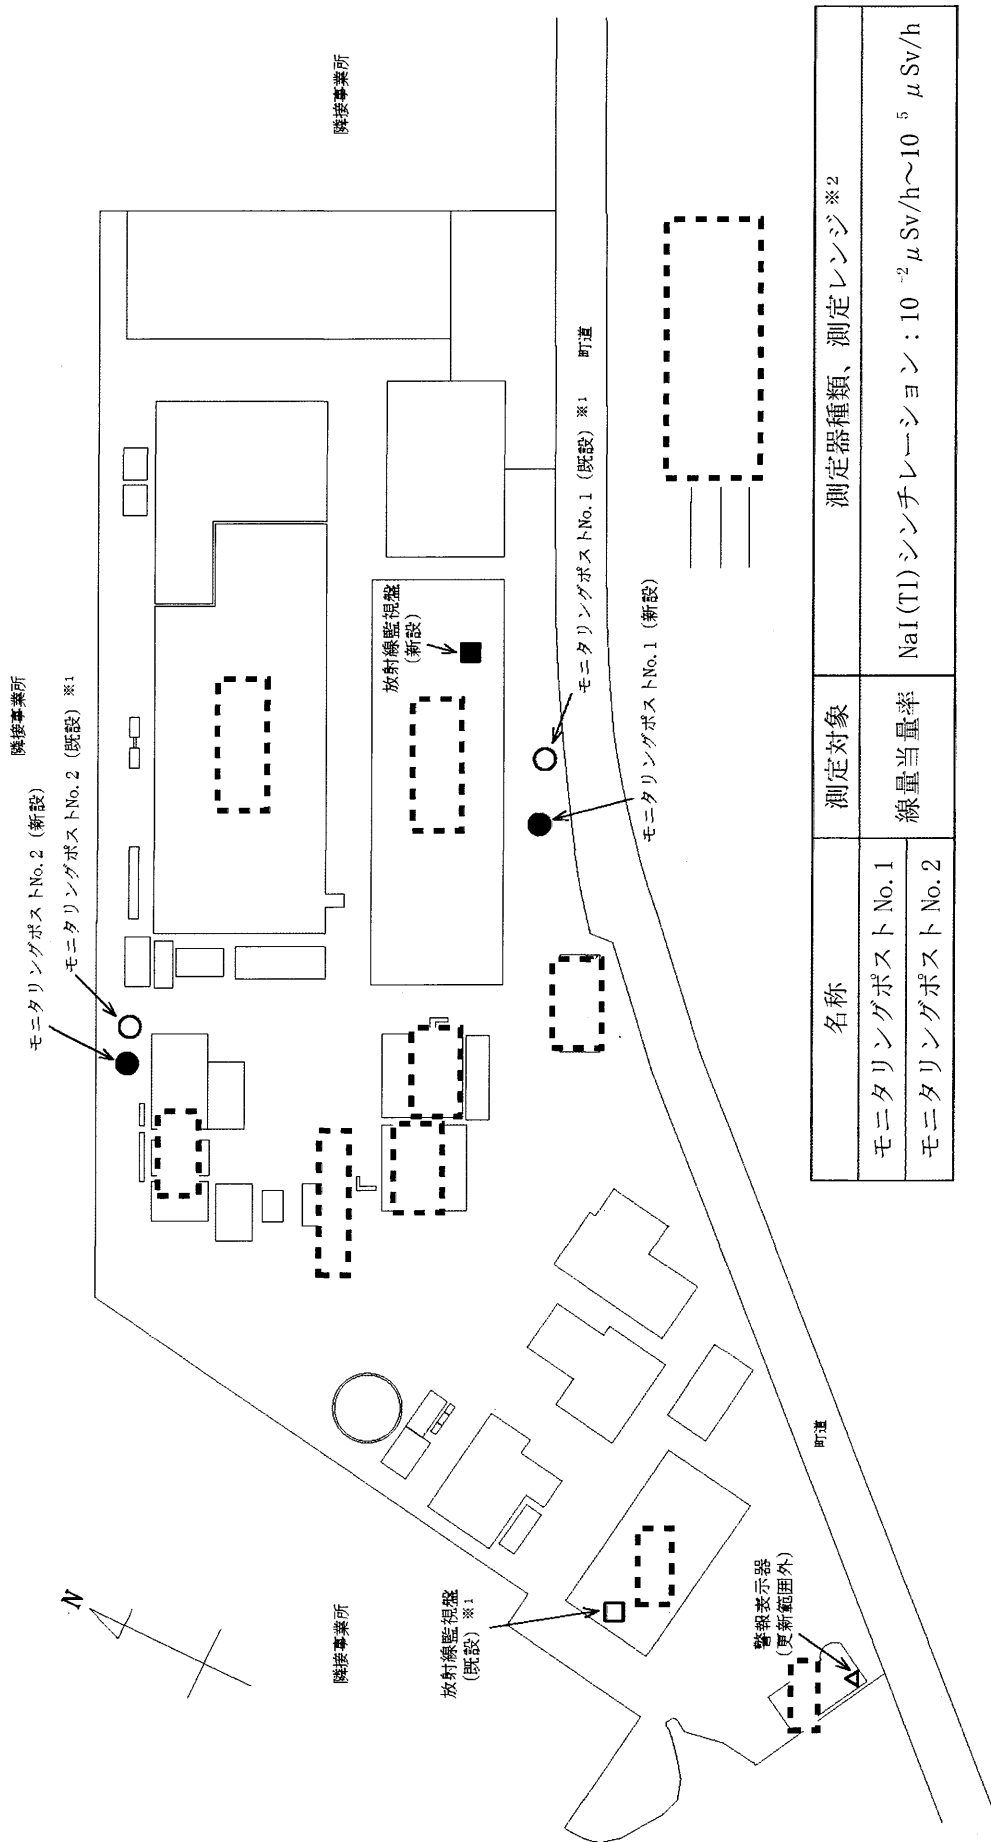 隣接事業所
モニタリングポストNo.2 (新設)
モニタリングポストNo.2 (既設) ※1
隣接事業所
隣接事業所
N
放射線監視盤
(新設)
放射線監視盤
(既設) ※1
町道
モニタリングポストNo.1 (既設) ※1
モニタリングポストNo.1 (新設)
警報表示器
(更新範囲外)
町道
名称 測定対象 測定器種類、測定レンジ※2
モニタリングポストNo.1 線量当量率 NaI(Tl)シンチレーション：10⁻²μSv/h～10⁵μSv/h
モニタリングポストNo.2